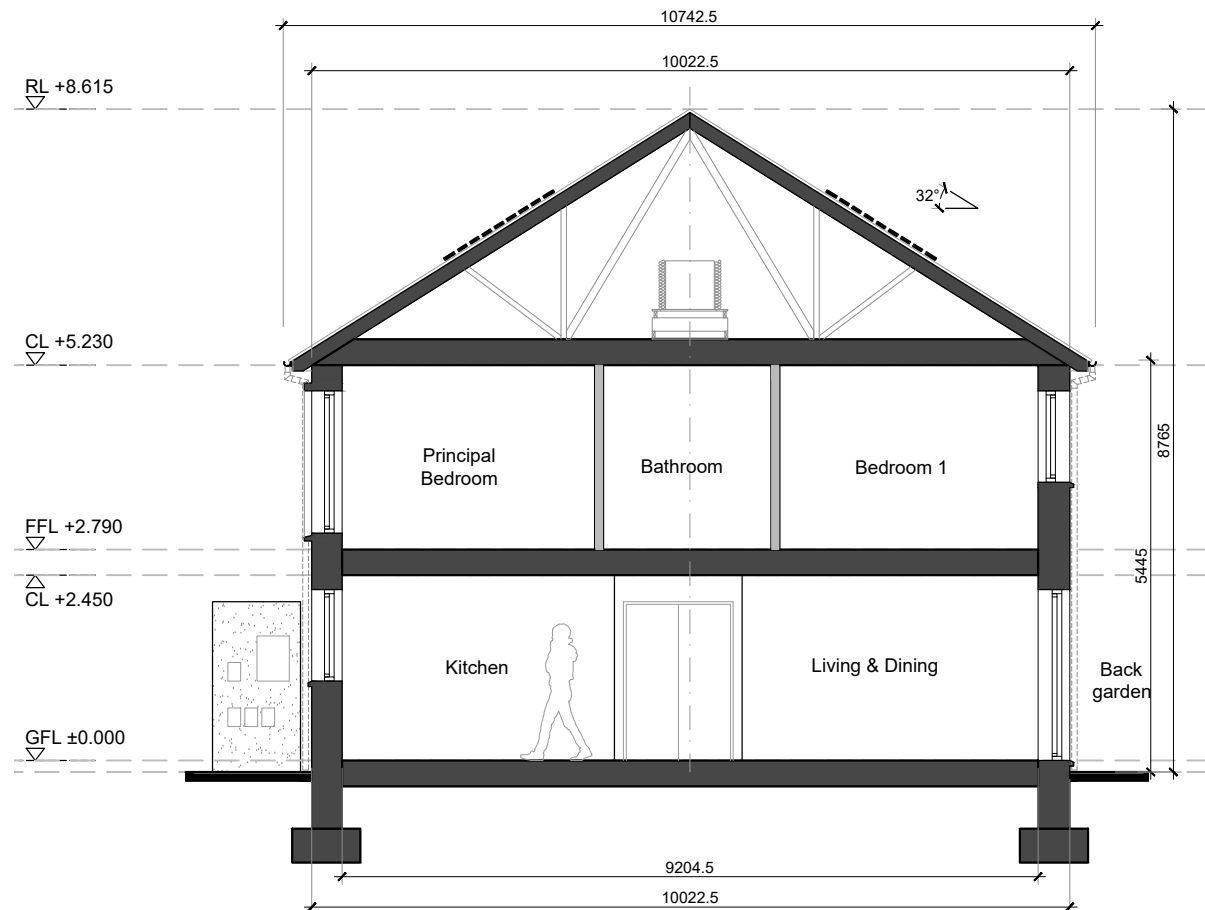 10742.5
10022.5
RL +8.615
32°
CL +5.230
8765
Principal
Bedroom
Bathroom
Bedroom 1
FFL +2.790
5445
CL +2.450
Kitchen
Living & Dining
Back
garden
GFL ±0.000
9204.5
10022.5